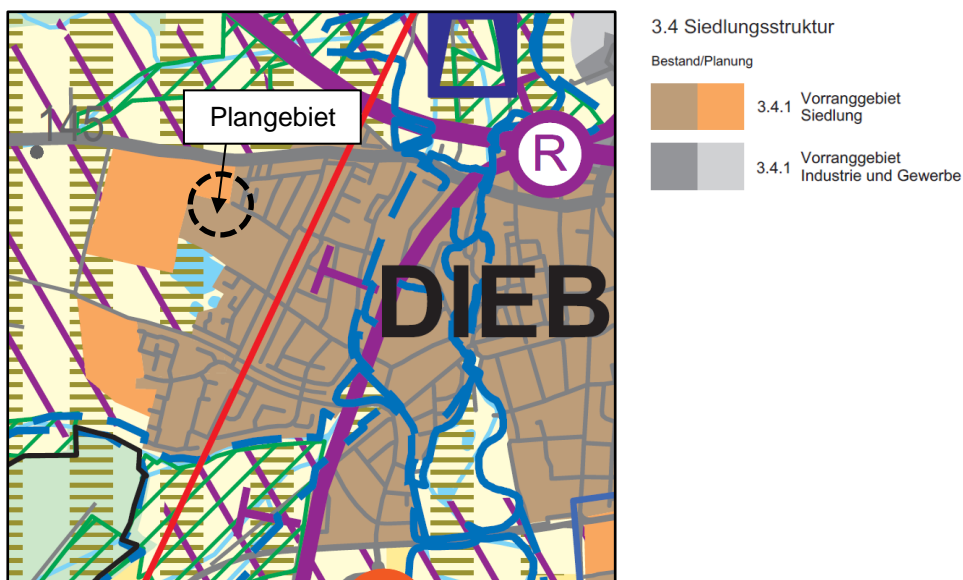 Plangebiet
145
R
DIEB
3.4 Siedlungsstruktur
Bestand/Planung
3.4.1 Vorranggebiet
Siedlung
3.4.1 Vorranggebiet
Industrie und Gewerbe